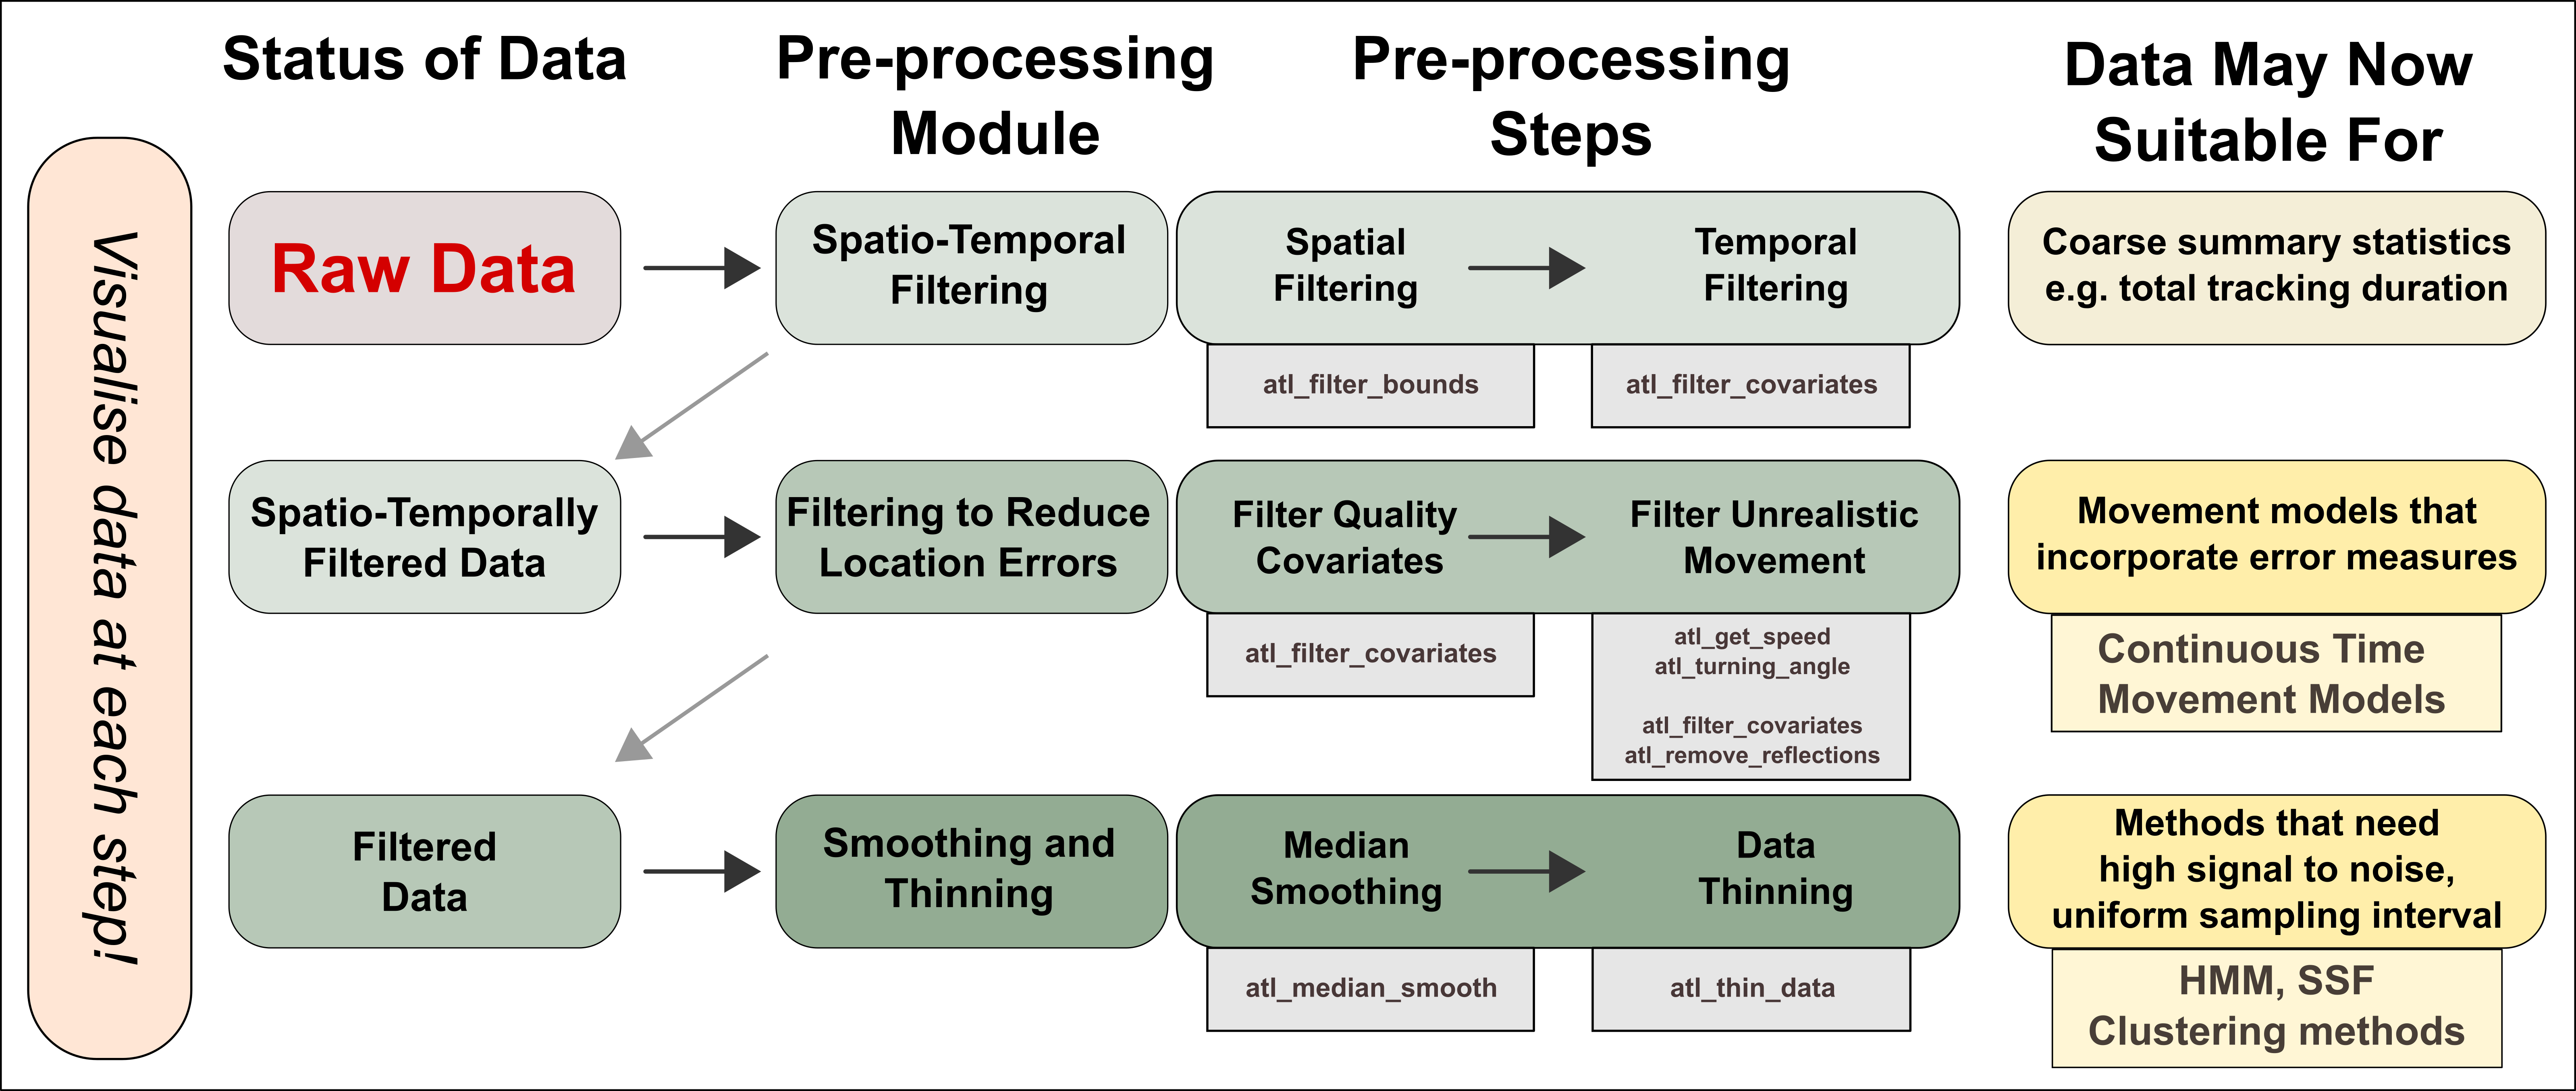 Status of Data
Pre-processing
Module
Pre-processing
Steps
Data May Now
Suitable For
Visualise data at each step!
Raw Data
Spatio-Temporal
Filtering
Spatial
Filtering
Temporal
Filtering
Coarse summary statistics
e.g. total tracking duration
atl_filter_bounds
atl_filter_covariates
Spatio-Temporally
Filtered Data
Filtering to Reduce
Location Errors
Filter Quality
Covariates
Filter Unrealistic
Movement
Movement models that
incorporate error measures
atl_filter_covariates
atl_get_speed
atl_turning_angle
atl_filter_covariates
atl_remove_reflections
Continuous Time
Movement Models
Filtered
Data
Smoothing and
Thinning
Median
Smoothing
Data
Thinning
Methods that need
high signal to noise,
uniform sampling interval
atl_median_smooth
atl_thin_data
HMM, SSF
Clustering methods